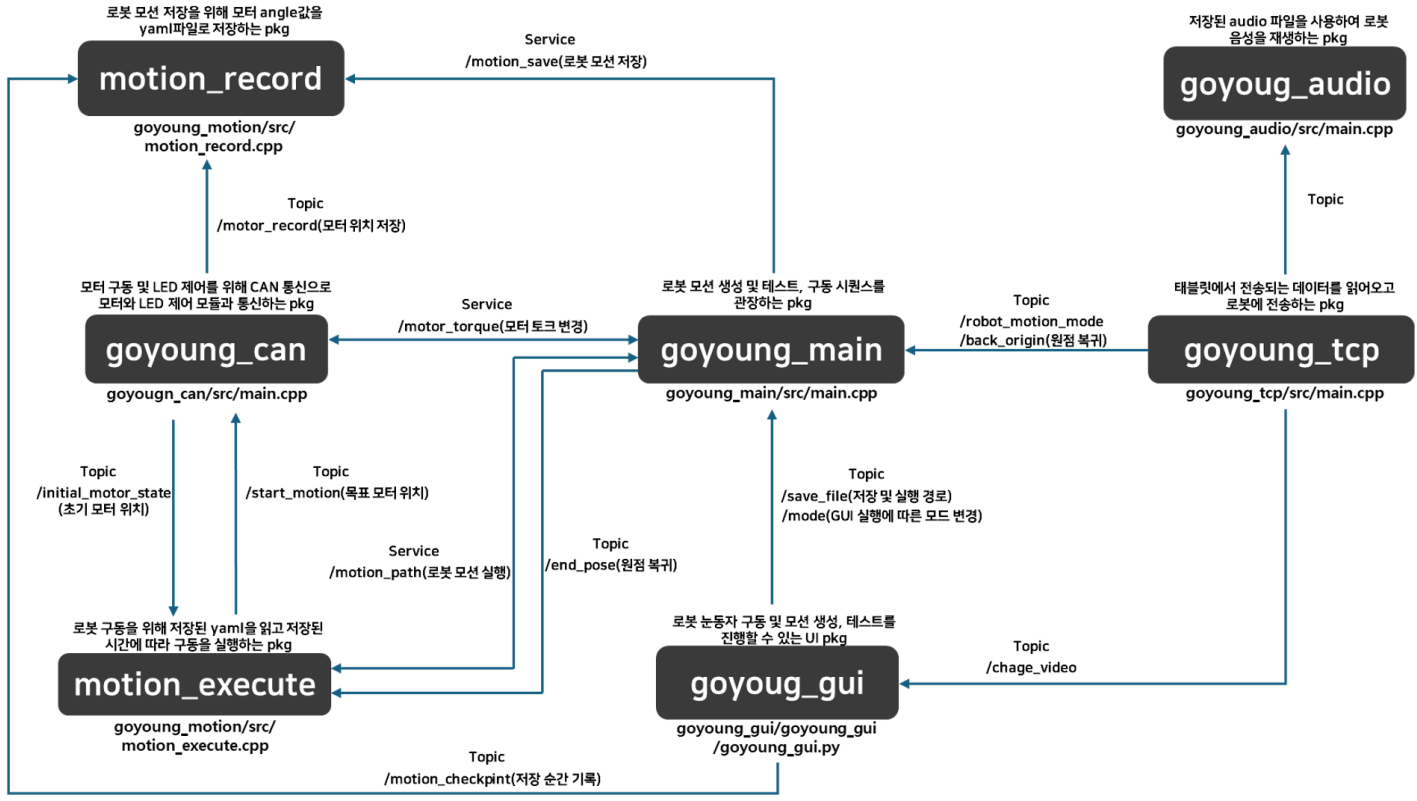 로봇 모션 저장을 위해 모터 angle값을
yaml파일로 저장하는 pkg
motion_record
goyoung_motion/src/
motion_record.cpp
Service
/motion_save(로봇 모션 저장)
저장된 audio 파일을 사용하여 로봇
음성을 재생하는 pkg
goyoug_audio
goyoung_audio/src/main.cpp
Topic
/motor_record(모터 위치 저장)
Topic
모터 구동 및 LED 제어를 위해 CAN 통신으로
모터와 LED 제어 모듈과 통신하는 pkg
goyoung_can
goyougn_can/src/main.cpp
Service
/motor_torque(모터 토크 변경)
로봇 모션 생성 및 테스트, 구동 시퀀스를
관장하는 pkg
goyoung_main
goyoung_main/src/main.cpp
Topic
/robot_motion_mode
/back_origin(원점 복귀)
태블릿에서 전송되는 데이터를 읽어오고
로봇에 전송하는 pkg
goyoung_tcp
goyoung_tcp/src/main.cpp
Topic
/initial_motor_state
(초기 모터 위치)
Topic
/start_motion(목표 모터 위치)
Service
/motion_path(로봇 모션 실행)
Topic
/end_pose(원점 복귀)
Topic
/save_file(저장 및 실행 경로)
/mode(GUI 실행에 따른 모드 변경)
로봇 구동을 위해 저장된 yaml을 읽고 저장된
시간에 따라 구동을 실행하는 pkg
motion_execute
goyoung_motion/src/
motion_execute.cpp
로봇 눈동자 구동 및 모션 생성, 테스트를
진행할 수 있는 UI pkg
goyoug_gui
goyoung_gui/goyoung_gui
/goyoung_gui.py
Topic
/chage_video
Topic
/motion_checkpint(저장 순간 기록)